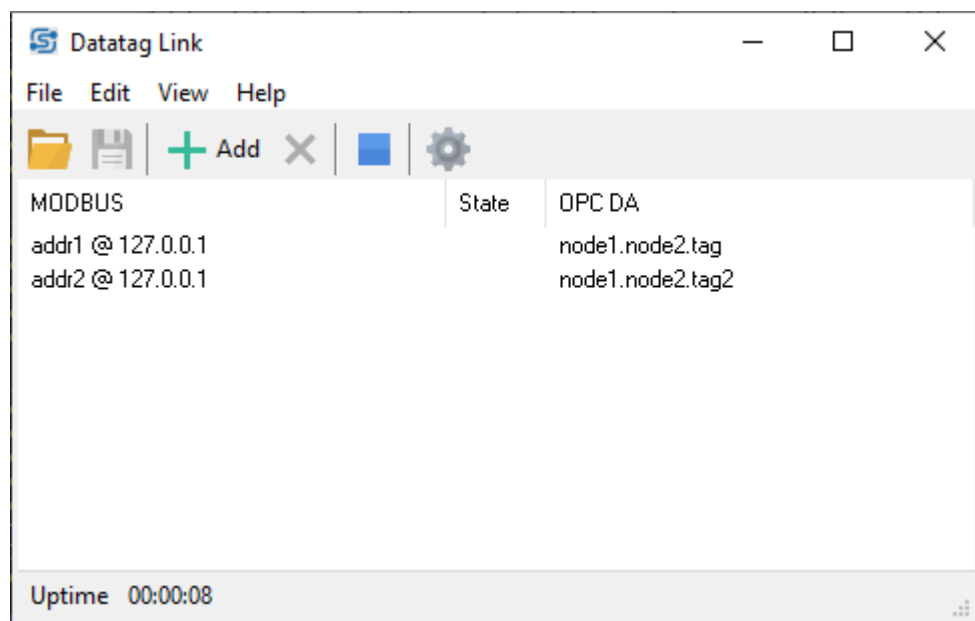 Datatag Link
File Edit View Help
Add
MODBUS State OPC DA
addr1 @ 127.0.0.1 node1.node2.tag
addr2 @ 127.0.0.1 node1.node2.tag2
Uptime 00:00:08